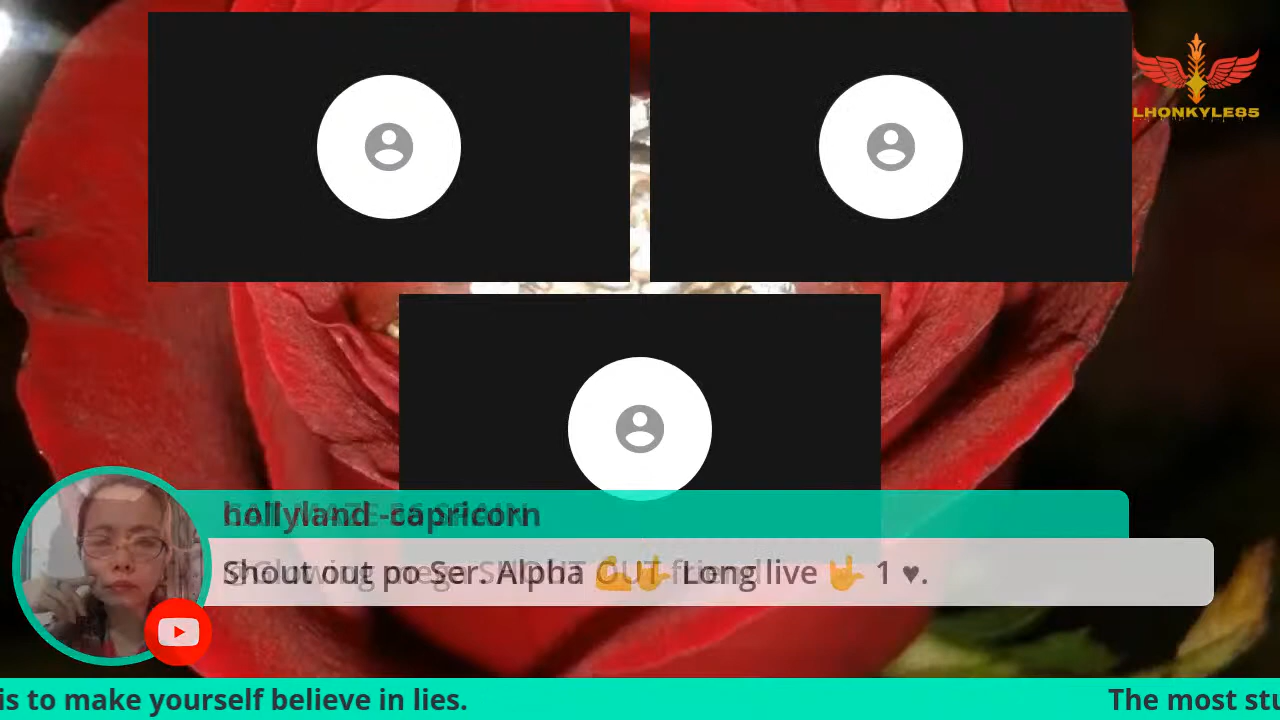 LHONKYLE85
hollyland -capricorn
Shout out po Ser. Alpha 💪🤟 Long live 🤟 1 ♥.
is to make yourself believe in lies.
The most stu